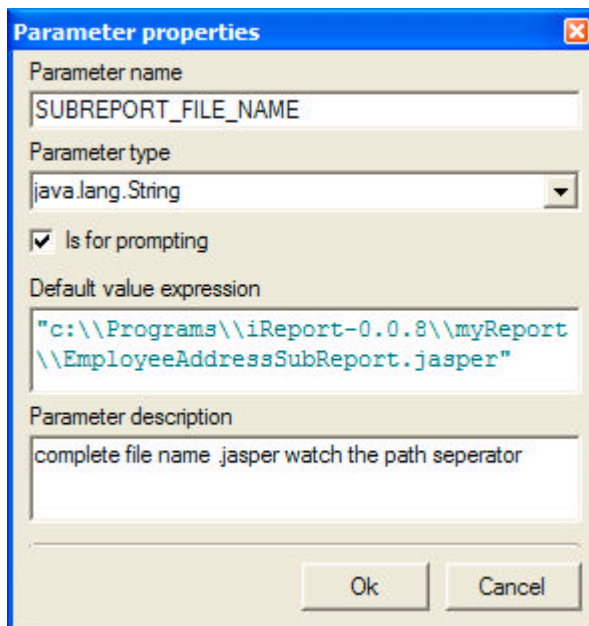 Parameter properties
Parameter name
SUBREPORT_FILE_NAME
Parameter type
java.lang.String
Is for prompting
Default value expression
"c:\\Programs\\iReport-0.0.8\\myReport
\\EmployeeAddressSubReport.jasper"
Parameter description
complete file name .jasper watch the path seperator
Ok
Cancel